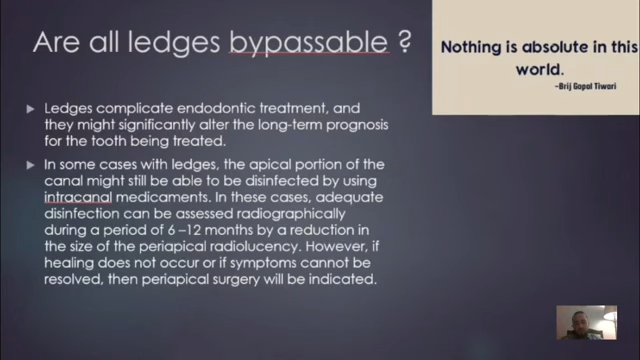 Are all ledges bypassable ?
Nothing is absolute in this
world.
~Brij Gopal Tiwari
Ledges complicate endodontic treatment, and
they might significantly alter the long-term prognosis
for the tooth being treated.
In some cases with ledges, the apical portion of the
canal might still be able to be disinfected by using
intracanal medicaments. In these cases, adequate
disinfection can be assessed radiographically
during a period of 6 –12 months by a reduction in
the size of the periapical radiolucency. However, if
healing does not occur or if symptoms cannot be
resolved, then periapical surgery will be indicated.